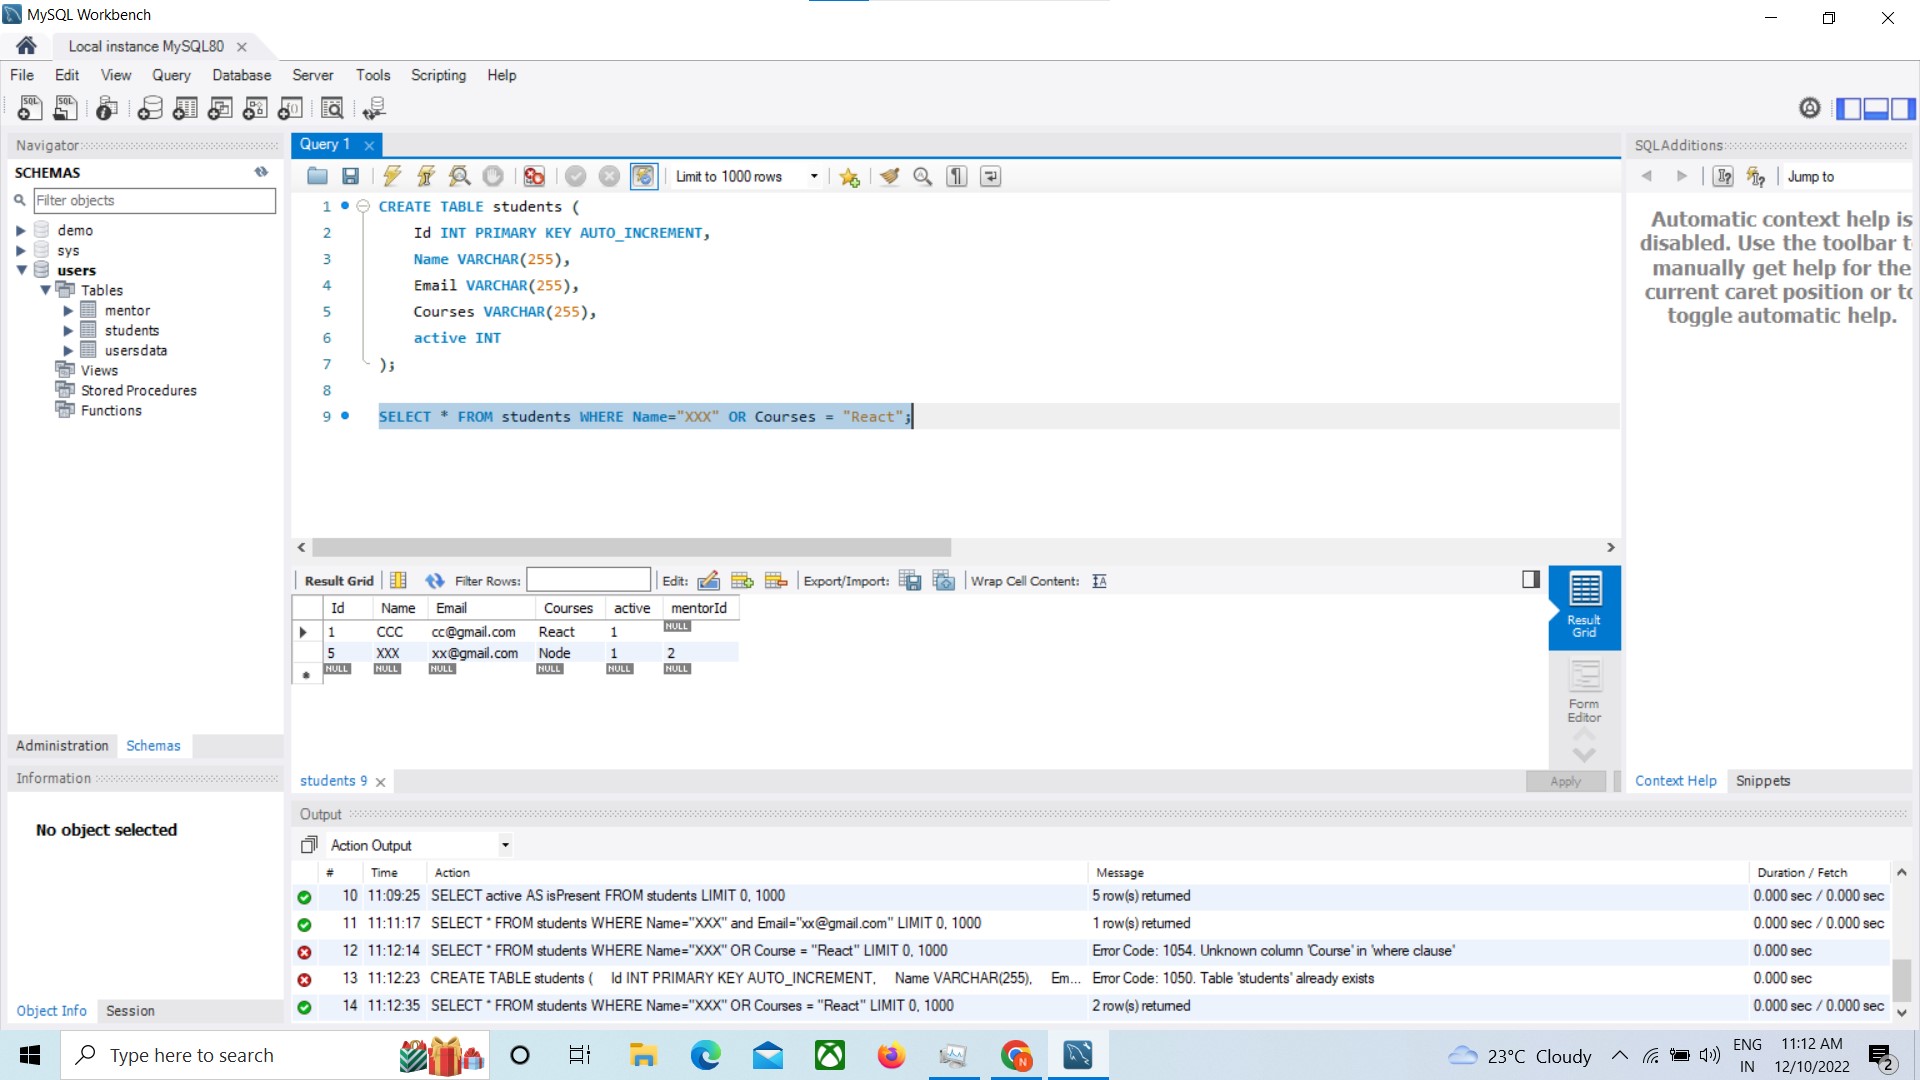 MySQL Workbench
Local instance MySQL80
File Edit View Query Database Server Tools Scripting Help
Navigator
SCHEMAS
Filter objects
demo
sys
users
Tables
mentor
students
usersdata
Views
Stored Procedures
Functions
Administration Schemas
Information
No object selected
Object Info Session
Query 1
Limit to 1000 rows
1 CREATE TABLE students (
2 Id INT PRIMARY KEY AUTO_INCREMENT,
3 Name VARCHAR(255),
4 Email VARCHAR(255),
5 Courses VARCHAR(255),
6 active INT
7 );
8
9 SELECT * FROM students WHERE Name="XXX" OR Courses = "React";
Result Grid Filter Rows: Edit: Export/Import: Wrap Cell Content:
Id Name Email Courses active mentorId
1 CCC cc@gmail.com React 1 NULL
5 XXX xx@gmail.com Node 1 2
NULL NULL NULL NULL NULL NULL
Result
Grid
Form
Editor
students 9
Apply
SQLAdditions
Jump to
Automatic context help is
disabled. Use the toolbar t
manually get help for the
current caret position or to
toggle automatic help.
Context Help Snippets
Output
Action Output
# Time Action Message Duration / Fetch
10 11:09:25 SELECT active AS isPresent FROM students LIMIT 0, 1000 5 row(s) returned 0.000 sec / 0.000 sec
11 11:11:17 SELECT * FROM students WHERE Name="XXX" and Email="xx@gmail.com" LIMIT 0, 1000 1 row(s) returned 0.000 sec / 0.000 sec
12 11:12:14 SELECT * FROM students WHERE Name="XXX" OR Course = "React" LIMIT 0, 1000 Error Code: 1054. Unknown column 'Course' in 'where clause' 0.000 sec
13 11:12:23 CREATE TABLE students ( Id INT PRIMARY KEY AUTO_INCREMENT, Name VARCHAR(255), Em... Error Code: 1050. Table 'students' already exists 0.000 sec
14 11:12:35 SELECT * FROM students WHERE Name="XXX" OR Courses = "React" LIMIT 0, 1000 2 row(s) returned 0.000 sec / 0.000 sec
Type here to search
23°C Cloudy
ENG
IN
11:12 AM
12/10/2022
2